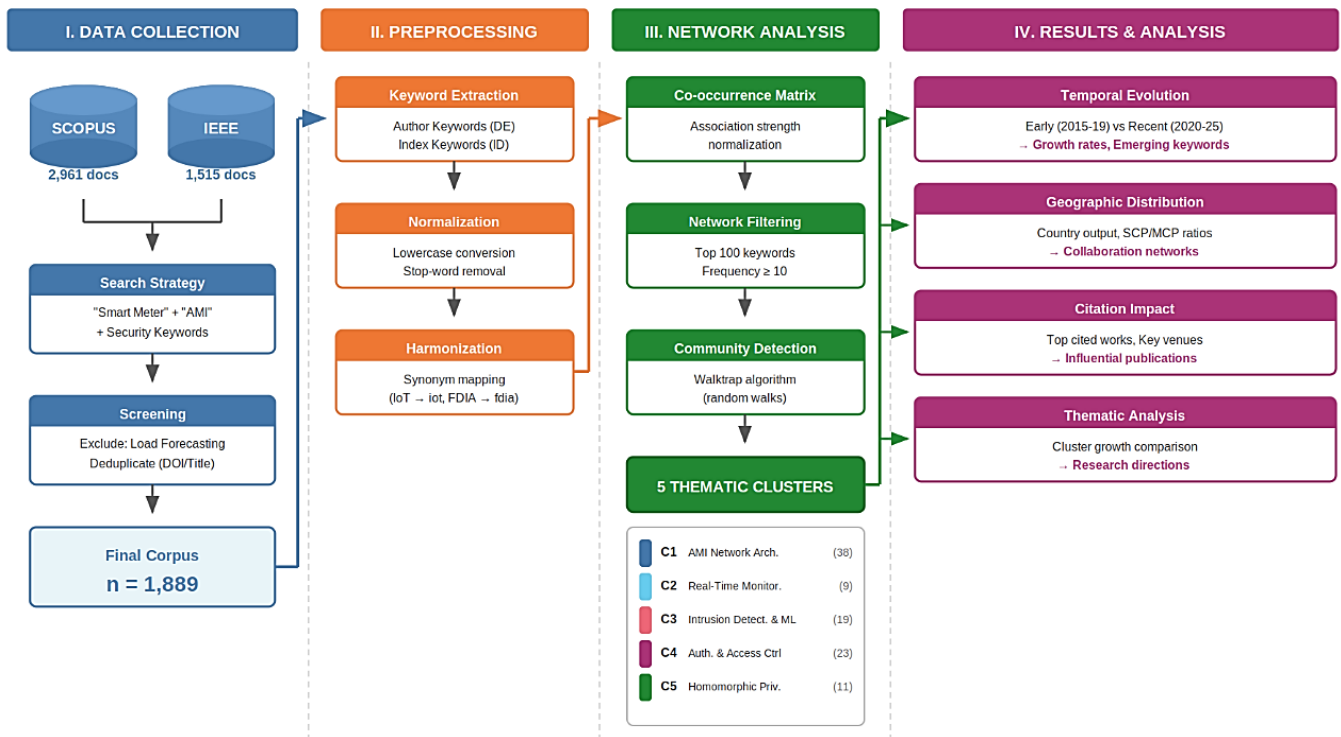 I. DATA COLLECTION
SCOPUS
IEEE
2,961 docs
1,515 docs
Search Strategy
"Smart Meter" + "AMI"
+ Security Keywords
Screening
Exclude: Load Forecasting
Deduplicate (DOI/Title)
Final Corpus
n = 1,889
II. PREPROCESSING
Keyword Extraction
Author Keywords (DE)
Index Keywords (ID)
Normalization
Lowercase conversion
Stop-word removal
Harmonization
Synonym mapping
(IoT → iot, FDIA → fdia)
III. NETWORK ANALYSIS
Co-occurrence Matrix
Association strength
normalization
Network Filtering
Top 100 keywords
Frequency ≥ 10
Community Detection
Walktrap algorithm
(random walks)
5 THEMATIC CLUSTERS
C1 AMI Network Arch. (38)
C2 Real-Time Monitor. (9)
C3 Intrusion Detect. & ML (19)
C4 Auth. & Access Ctrl (23)
C5 Homomorphic Priv. (11)
IV. RESULTS & ANALYSIS
Temporal Evolution
Early (2015-19) vs Recent (2020-25)
→ Growth rates, Emerging keywords
Geographic Distribution
Country output, SCP/MCP ratios
→ Collaboration networks
Citation Impact
Top cited works, Key venues
→ Influential publications
Thematic Analysis
Cluster growth comparison
→ Research directions